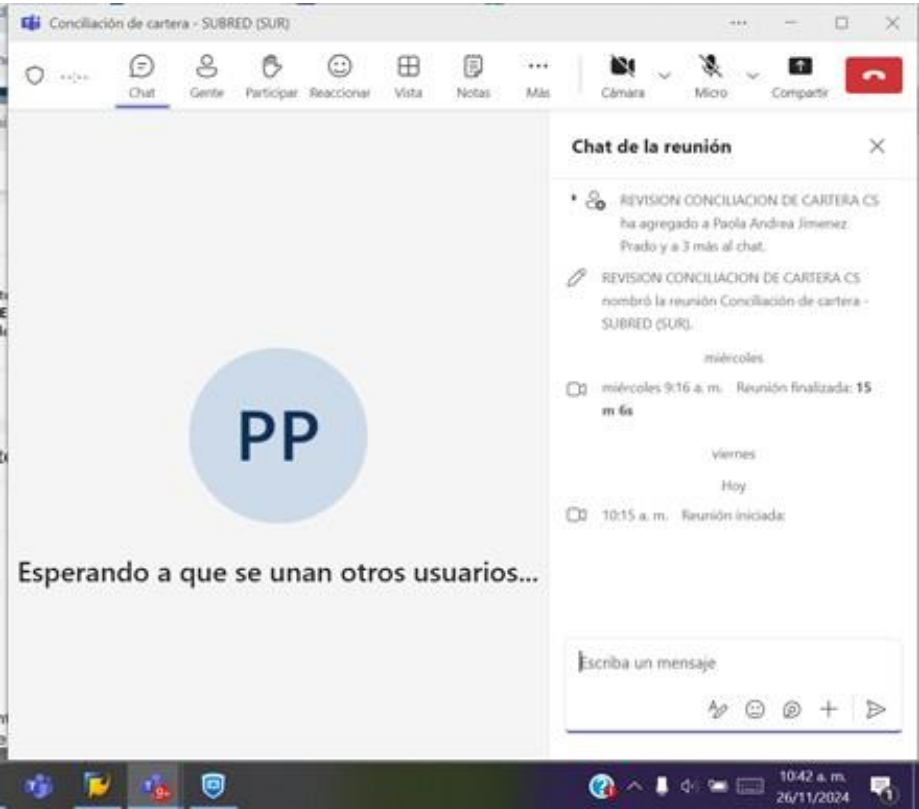 Conciliación de cartera - SUBRED (SUR)
--:--
Chat
Gente
Participar
Reaccionar
Vista
Notas
Más
Cámara
Micro
Compartir
Chat de la reunión
REVISION CONCILIACION DE CARTERA CS
ha agregado a Paola Andrea Jimenez
Prado y a 3 más al chat.
REVISION CONCILIACION DE CARTERA CS
nombró la reunión Conciliación de cartera -
SUBRED (SUR).
miércoles
miércoles 9:16 a. m. Reunión finalizada: 15
m 6s
viernes
Hoy
10:15 a. m. Reunión iniciada:
PP
Esperando a que se unan otros usuarios...
Escriba un mensaje
9+
10:42 a. m.
26/11/2024
1